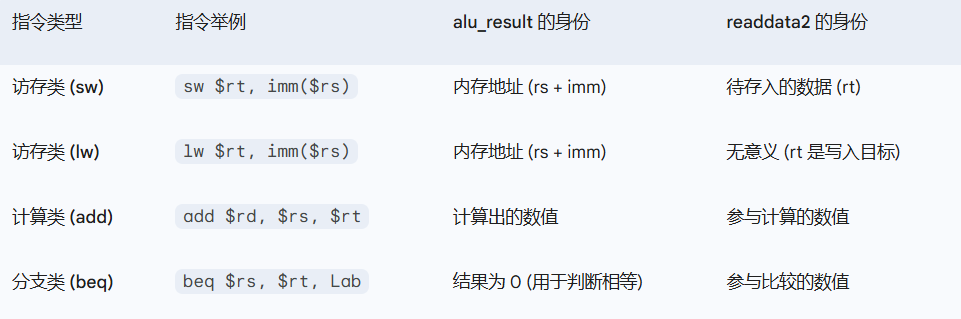 指令类型 指令举例 alu_result 的身份 readdata2 的身份
访存类 (sw) sw $rt, imm($rs) 内存地址 (rs + imm) 待存入的数据 (rt)
访存类 (lw) lw $rt, imm($rs) 内存地址 (rs + imm) 无意义 (rt 是写入目标)
计算类 (add) add $rd, $rs, $rt 计算出的数值 参与计算的数值
分支类 (beq) beq $rs, $rt, Lab 结果为 0 (用于判断相等) 参与比较的数值